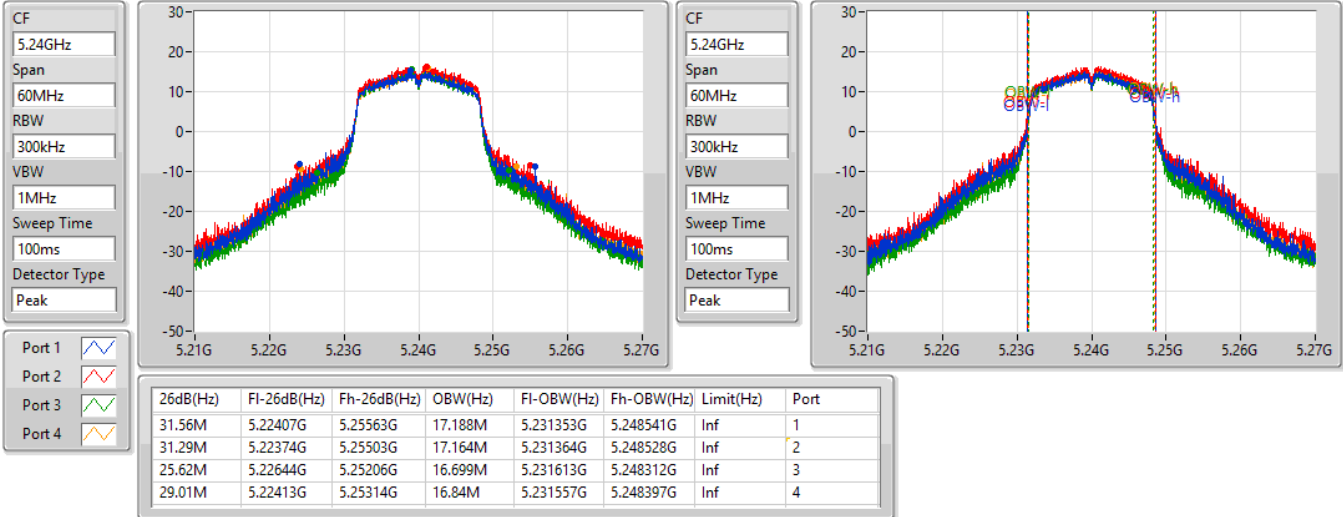 CF
5.24GHz
Span
60MHz
RBW
300kHz
VBW
1MHz
Sweep Time
100ms
Detector Type
Peak
30
20
10
0
-10
-20
-30
-40
-50
5.21G 5.22G 5.23G 5.24G 5.25G 5.26G 5.27G
CF
5.24GHz
Span
60MHz
RBW
300kHz
VBW
1MHz
Sweep Time
100ms
Detector Type
Peak
30
20
10
0
-10
-20
-30
-40
-50
OBW-l
OBW-h
5.21G 5.22G 5.23G 5.24G 5.25G 5.26G 5.27G
Port 1
Port 2
Port 3
Port 4
26dB(Hz) Fl-26dB(Hz) Fh-26dB(Hz) OBW(Hz) Fl-OBW(Hz) Fh-OBW(Hz) Limit(Hz) Port
31.56M 5.22407G 5.25563G 17.188M 5.231353G 5.248541G Inf 1
31.29M 5.22374G 5.25503G 17.164M 5.231364G 5.248528G Inf 2
25.62M 5.22644G 5.25206G 16.699M 5.231613G 5.248312G Inf 3
29.01M 5.22413G 5.25314G 16.84M 5.231557G 5.248397G Inf 4